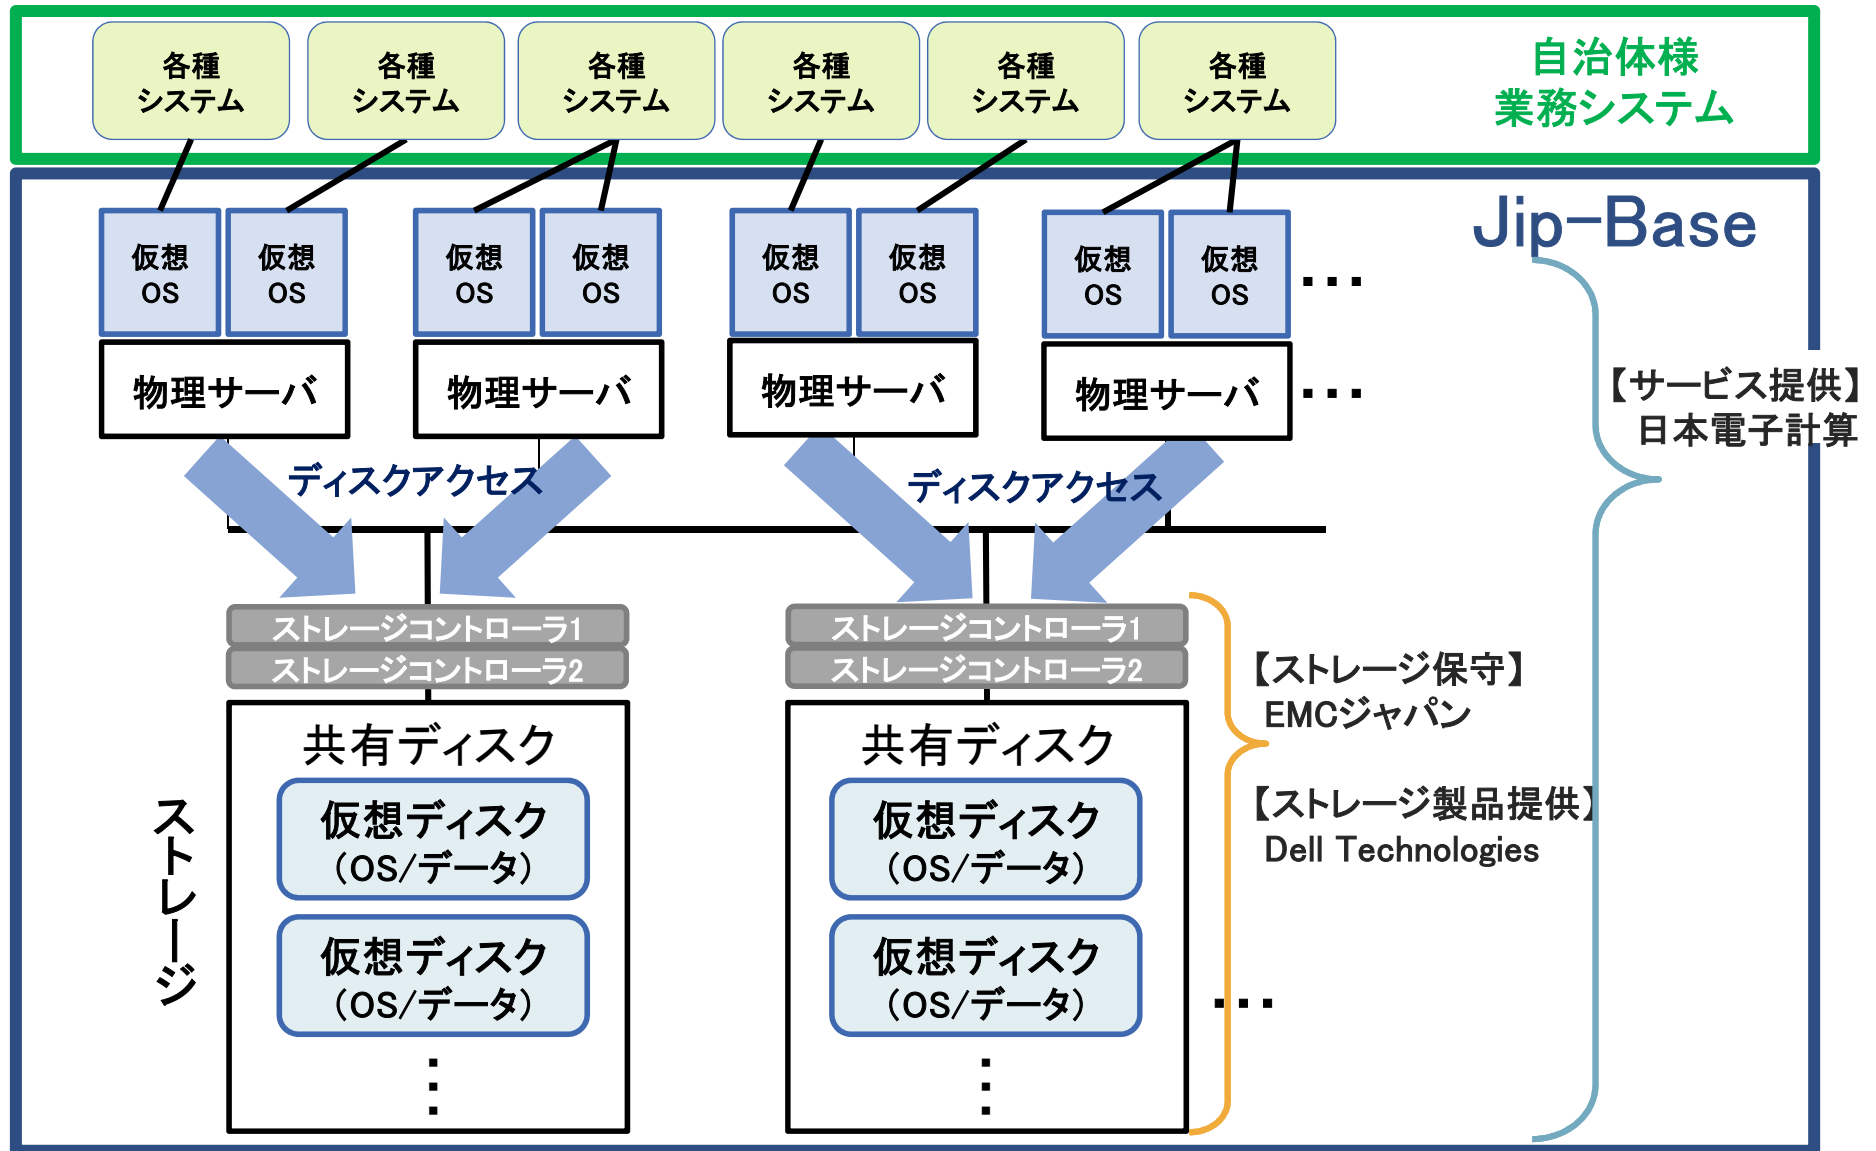 各種
システム
各種
システム
各種
システム
各種
システム
各種
システム
各種
システム
自治体様
業務システム
Jip-Base
仮想
OS
仮想
OS
仮想
OS
仮想
OS
仮想
OS
仮想
OS
仮想
OS
仮想
OS
...
物理サーバ
物理サーバ
物理サーバ
物理サーバ
...
【サービス提供】
日本電子計算
ディスクアクセス
ディスクアクセス
ストレージコントローラ1
ストレージコントローラ2
ストレージコントローラ1
ストレージコントローラ2
【ストレージ保守】
EMCジャパン
【ストレージ製品提供】
Dell Technologies
ストレージ
共有ディスク
仮想ディスク
(OS/データ)
仮想ディスク
(OS/データ)
⋮
共有ディスク
仮想ディスク
(OS/データ)
仮想ディスク
(OS/データ)
⋮
...